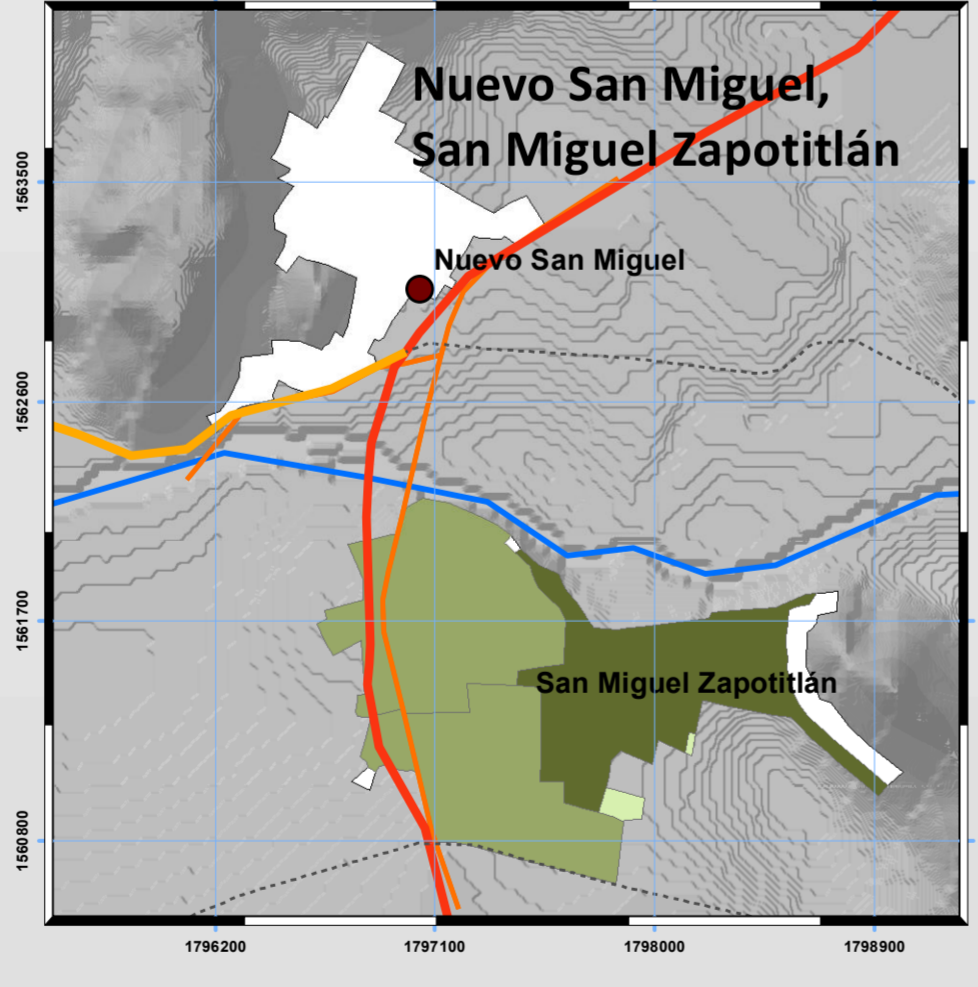 Nuevo San Miguel,
San Miguel Zapotitlán
1563500
Nuevo San Miguel
1562600
1561700
San Miguel Zapotitlán
1560800
1796200
1797100
1798000
1798900